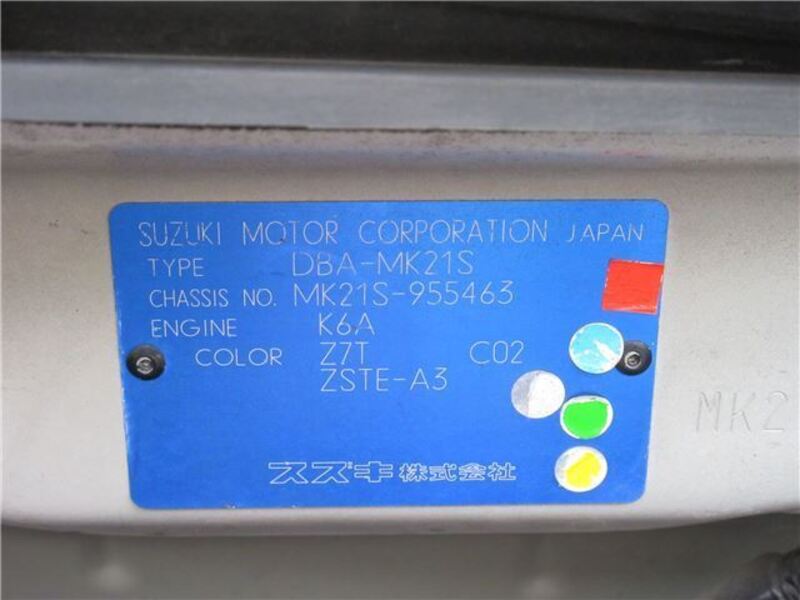 SUZUKI MOTOR CORPORATION JAPAN
TYPE DBA-MK21S
CHASSIS NO. MK21S-955463
ENGINE K6A
COLOR Z7T C02
ZSTE-A3
MK2
スズキ株式会社